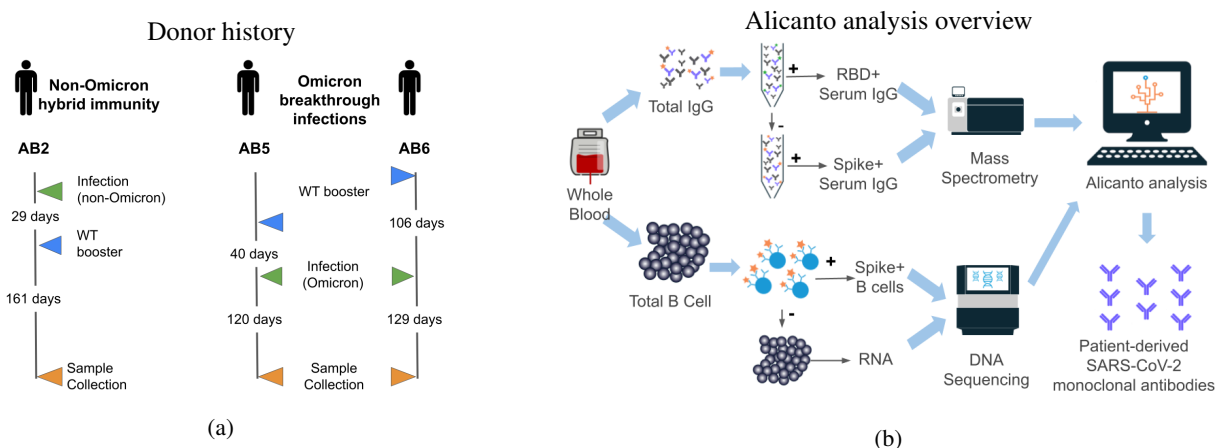 Donor history
Non-Omicron
hybrid immunity
Omicron
breakthrough
infections
AB2
AB5
AB6
Infection
(non-Omicron)
29 days
WT
booster
161 days
Sample
Collection
WT booster
40 days
106 days
Infection
(Omicron)
120 days
129 days
Sample
Collection
(a)
Alicanto analysis overview
Whole
Blood
Total IgG
+
RBD+
Serum IgG
-
+
Spike+
Serum IgG
Mass
Spectrometry
Alicanto analysis
Total B Cell
+
Spike+
B cells
-
RNA
DNA
Sequencing
Patient-derived
SARS-CoV-2
monoclonal antibodies
(b)